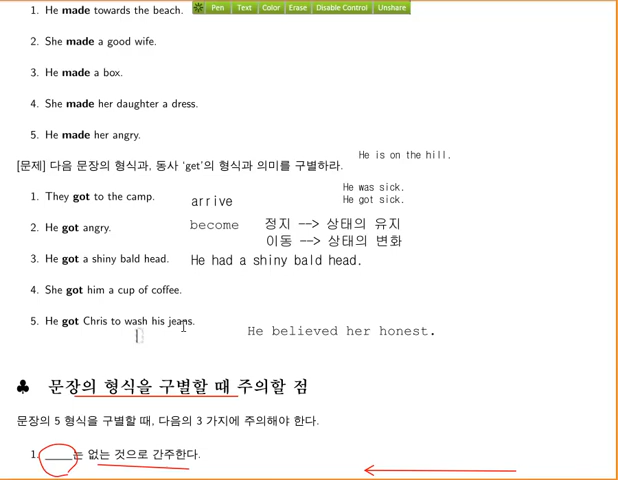 1. He made towards the beach.
Pen Text Color Erase Disable Control Unshare
2. She made a good wife.
3. He made a box.
4. She made her daughter a dress.
5. He made her angry.
He is on the hill.
[문제] 다음 문장의 형식과, 동사 ‘get’의 형식과 의미를 구별하라.
He was sick.
1. They got to the camp.
arrive
He got sick.
2. He got angry.
become
정지 --> 상태의 유지
이동 --> 상태의 변화
3. He got a shiny bald head.
He had a shiny bald head.
4. She got him a cup of coffee.
5. He got Chris to wash his jeans.
He believed her honest.
♣ 문장의 형식을 구별할 때 주의할 점
문장의 5 형식을 구별할 때, 다음의 3 가지에 주의해야 한다.
1. ____는 없는 것으로 간주한다.